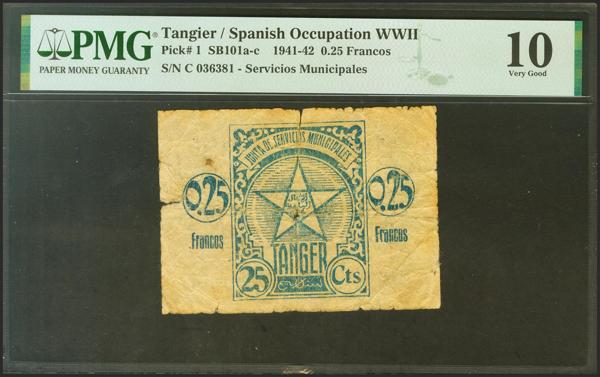 PMG
PAPER MONEY GUARANTY
Tangier / Spanish Occupation WWII
Pick# 1 SB101a-c 1941-42 0.25 Francos
S/N C 036381 - Servicios Municipales
10
Very Good
JUNTA DE SERVICIOS MUNICIPALES
0.25
Francos
0.25
Francos
TANGER
25
Cts